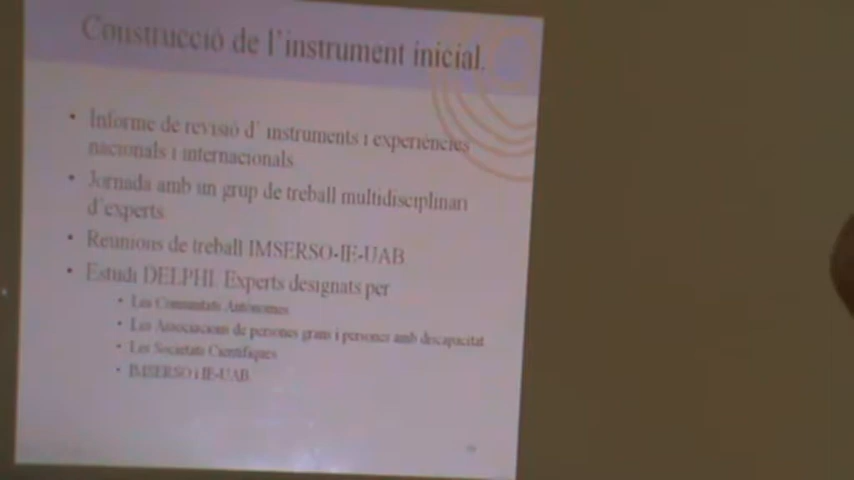 Construcció de l'instrument inicial.
• Informe de revisió d' instruments i experiències
nacionals i internacionals
• Jornada amb un grup de treball multidisciplinari
d'experts
• Reunions de treball IMSERSO-IE-UAB
• Estudi DELPHI. Experts designats per
• Les Comunitats Autònomes
• Les Associacions de persones grans i persones amb discapacitat
• Les Societats Científiques
• IMSERSO i IE-UAB